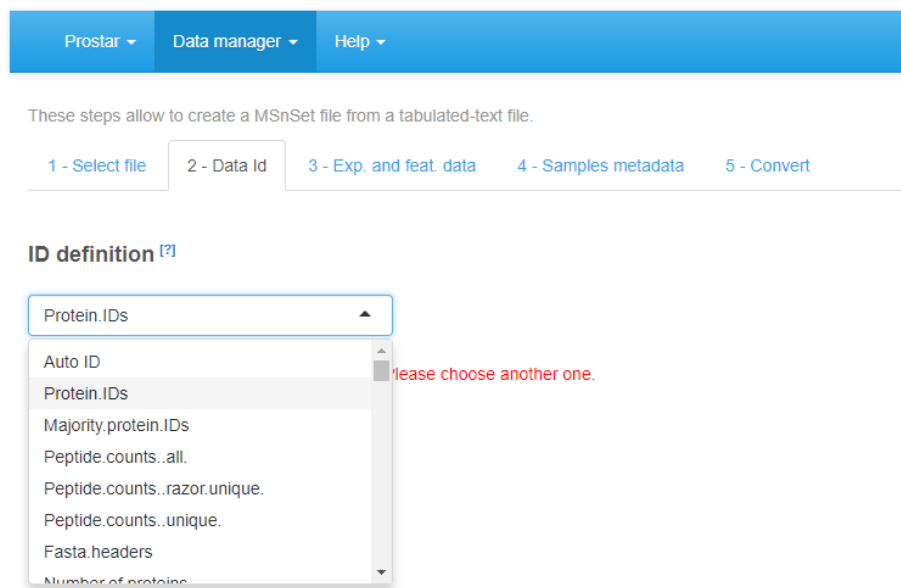 Prostar Data manager Help
These steps allow to create a MSnSet file from a tabulated-text file.
1 - Select file 2 - Data Id 3 - Exp. and feat. data 4 - Samples metadata 5 - Convert
ID definition [?]
Protein.IDs
Auto ID
Please choose another one.
Protein.IDs
Majority.protein.IDs
Peptide.counts..all.
Peptide.counts..razor.unique.
Peptide.counts..unique.
Fasta.headers
Number.of.proteins